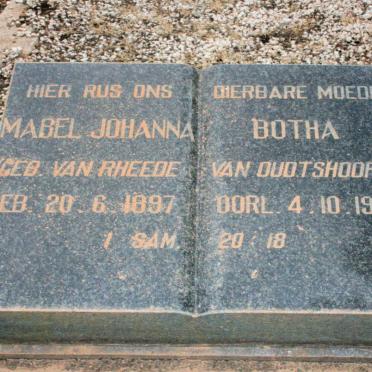 HIER RUS ONS DIERBARE MOED
MABEL JOHANNA BOTHA
(GEB. VAN RHEEDE VAN OUDTSHOOR
EB. 20·6·1897 OORL. 4·10·19
1 SAM. 20:18